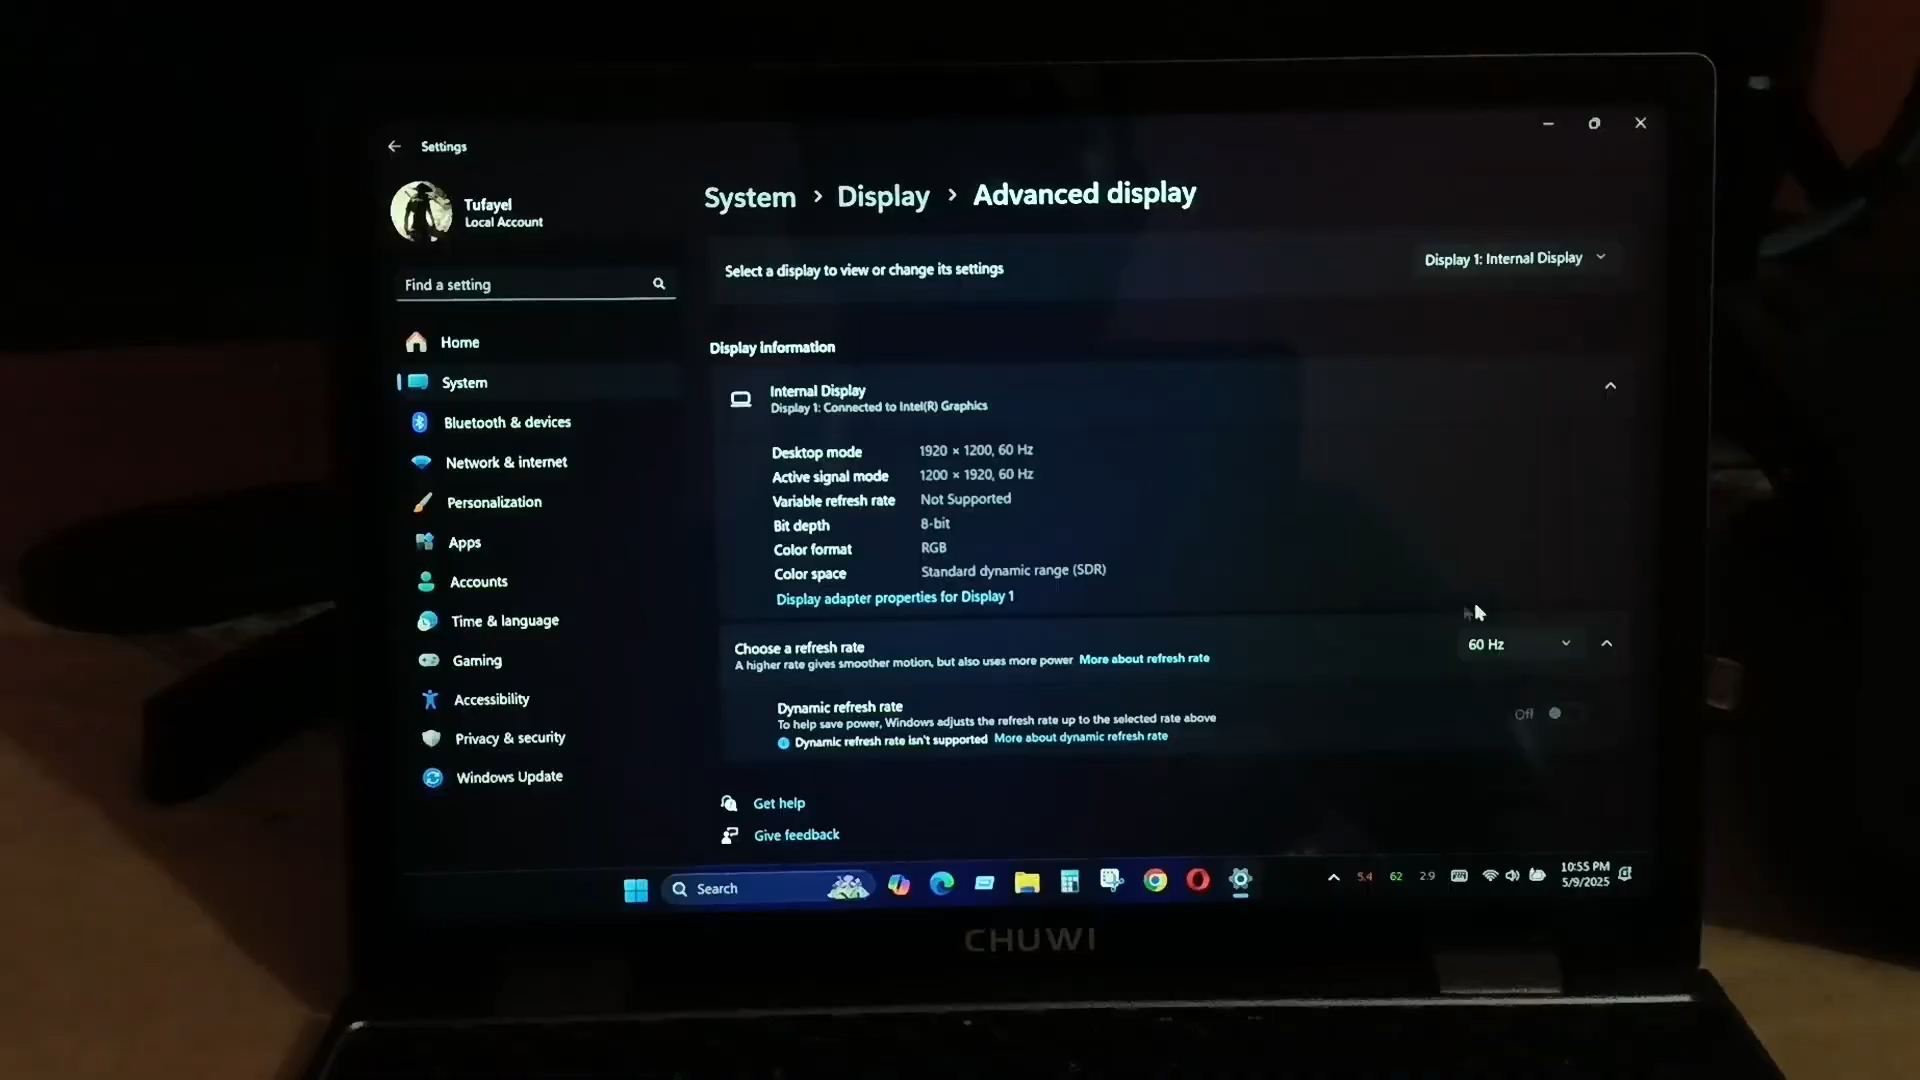 Settings
Tufayel
Local Account
Find a setting
Home
System
Bluetooth & devices
Network & internet
Personalization
Apps
Accounts
Time & language
Gaming
Accessibility
Privacy & security
Windows Update
System > Display > Advanced display
Select a display to view or change its settings
Display 1: Internal Display
Display information
Internal Display
Display 1: Connected to Intel(R) Graphics
Desktop mode 1920 × 1200, 60 Hz
Active signal mode 1200 × 1920, 60 Hz
Variable refresh rate Not Supported
Bit depth 8-bit
Color format RGB
Color space Standard dynamic range (SDR)
Display adapter properties for Display 1
Choose a refresh rate
A higher rate gives smoother motion, but also uses more power More about refresh rate
60 Hz
Dynamic refresh rate
To help save power, Windows adjusts the refresh rate up to the selected rate above
Dynamic refresh rate isn't supported More about dynamic refresh rate
Off
Get help
Give feedback
Search
5.4 62 2.9
10:55 PM
5/9/2025
CHUWI